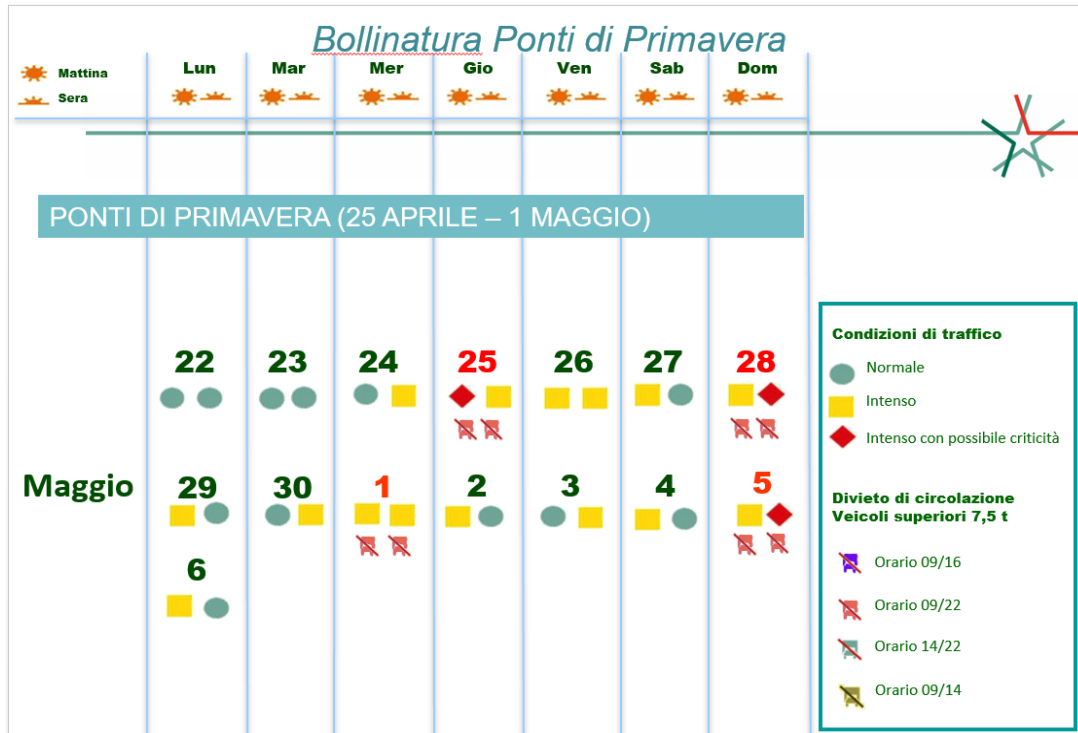 Bollinatura Ponti di Primavera
Mattina
Sera
Lun Mar Mer Gio Ven Sab Dom
PONTI DI PRIMAVERA (25 APRILE – 1 MAGGIO)
22 23 24 25 26 27 28
Maggio 29 30 1 2 3 4 5
6
Condizioni di traffico
Normale
Intenso
Intenso con possibile criticità
Divieto di circolazione
Veicoli superiori 7,5 t
Orario 09/16
Orario 09/22
Orario 14/22
Orario 09/14